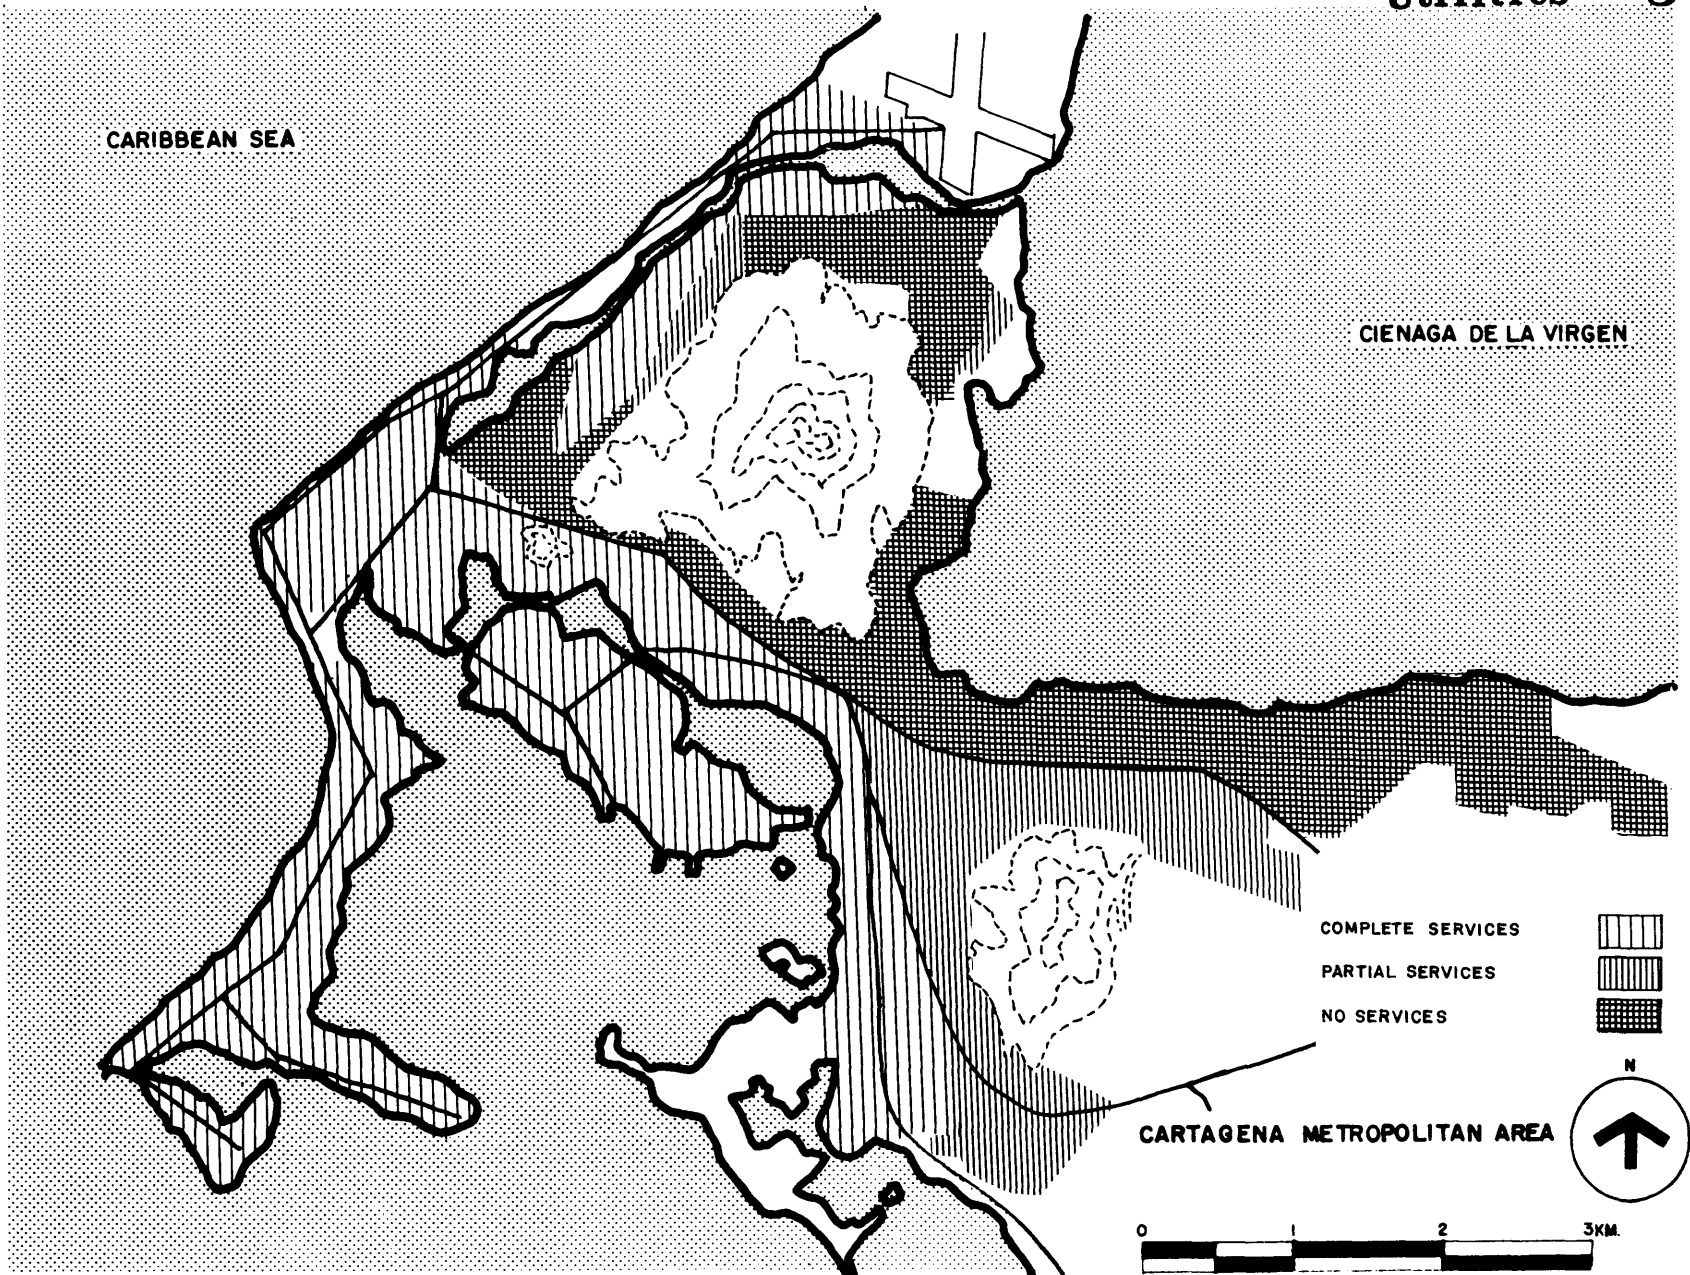 Utilities
CARIBBEAN SEA
CIENAGA DE LA VIRGEN
COMPLETE SERVICES
PARTIAL SERVICES
NO SERVICES
N
CARTAGENA METROPOLITAN AREA
0 1 2 3KM.